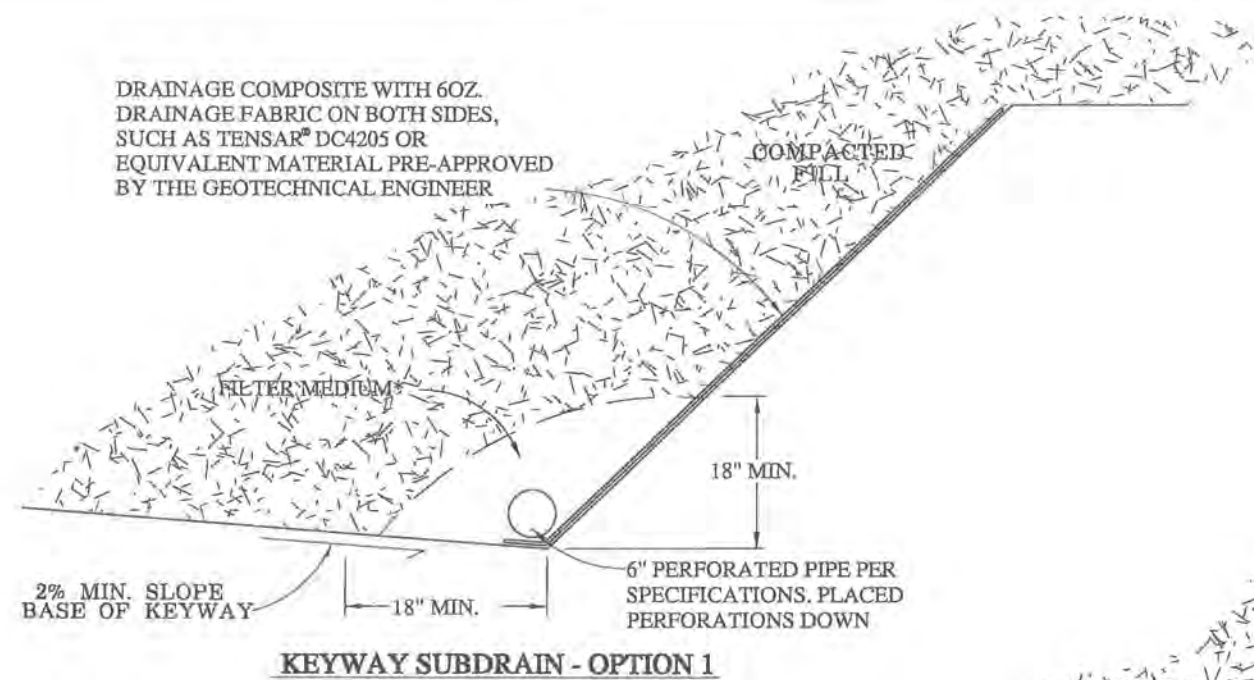 DRAINAGE COMPOSITE WITH 6OZ.
DRAINAGE FABRIC ON BOTH SIDES,
SUCH AS TENSAR® DC4205 OR
EQUIVALENT MATERIAL PRE-APPROVED
BY THE GEOTECHNICAL ENGINEER
COMPACTED
FILL
FILTER MEDIUM*
18" MIN.
2% MIN. SLOPE
BASE OF KEYWAY
18" MIN.
6" PERFORATED PIPE PER
SPECIFICATIONS. PLACED
PERFORATIONS DOWN
KEYWAY SUBDRAIN - OPTION 1